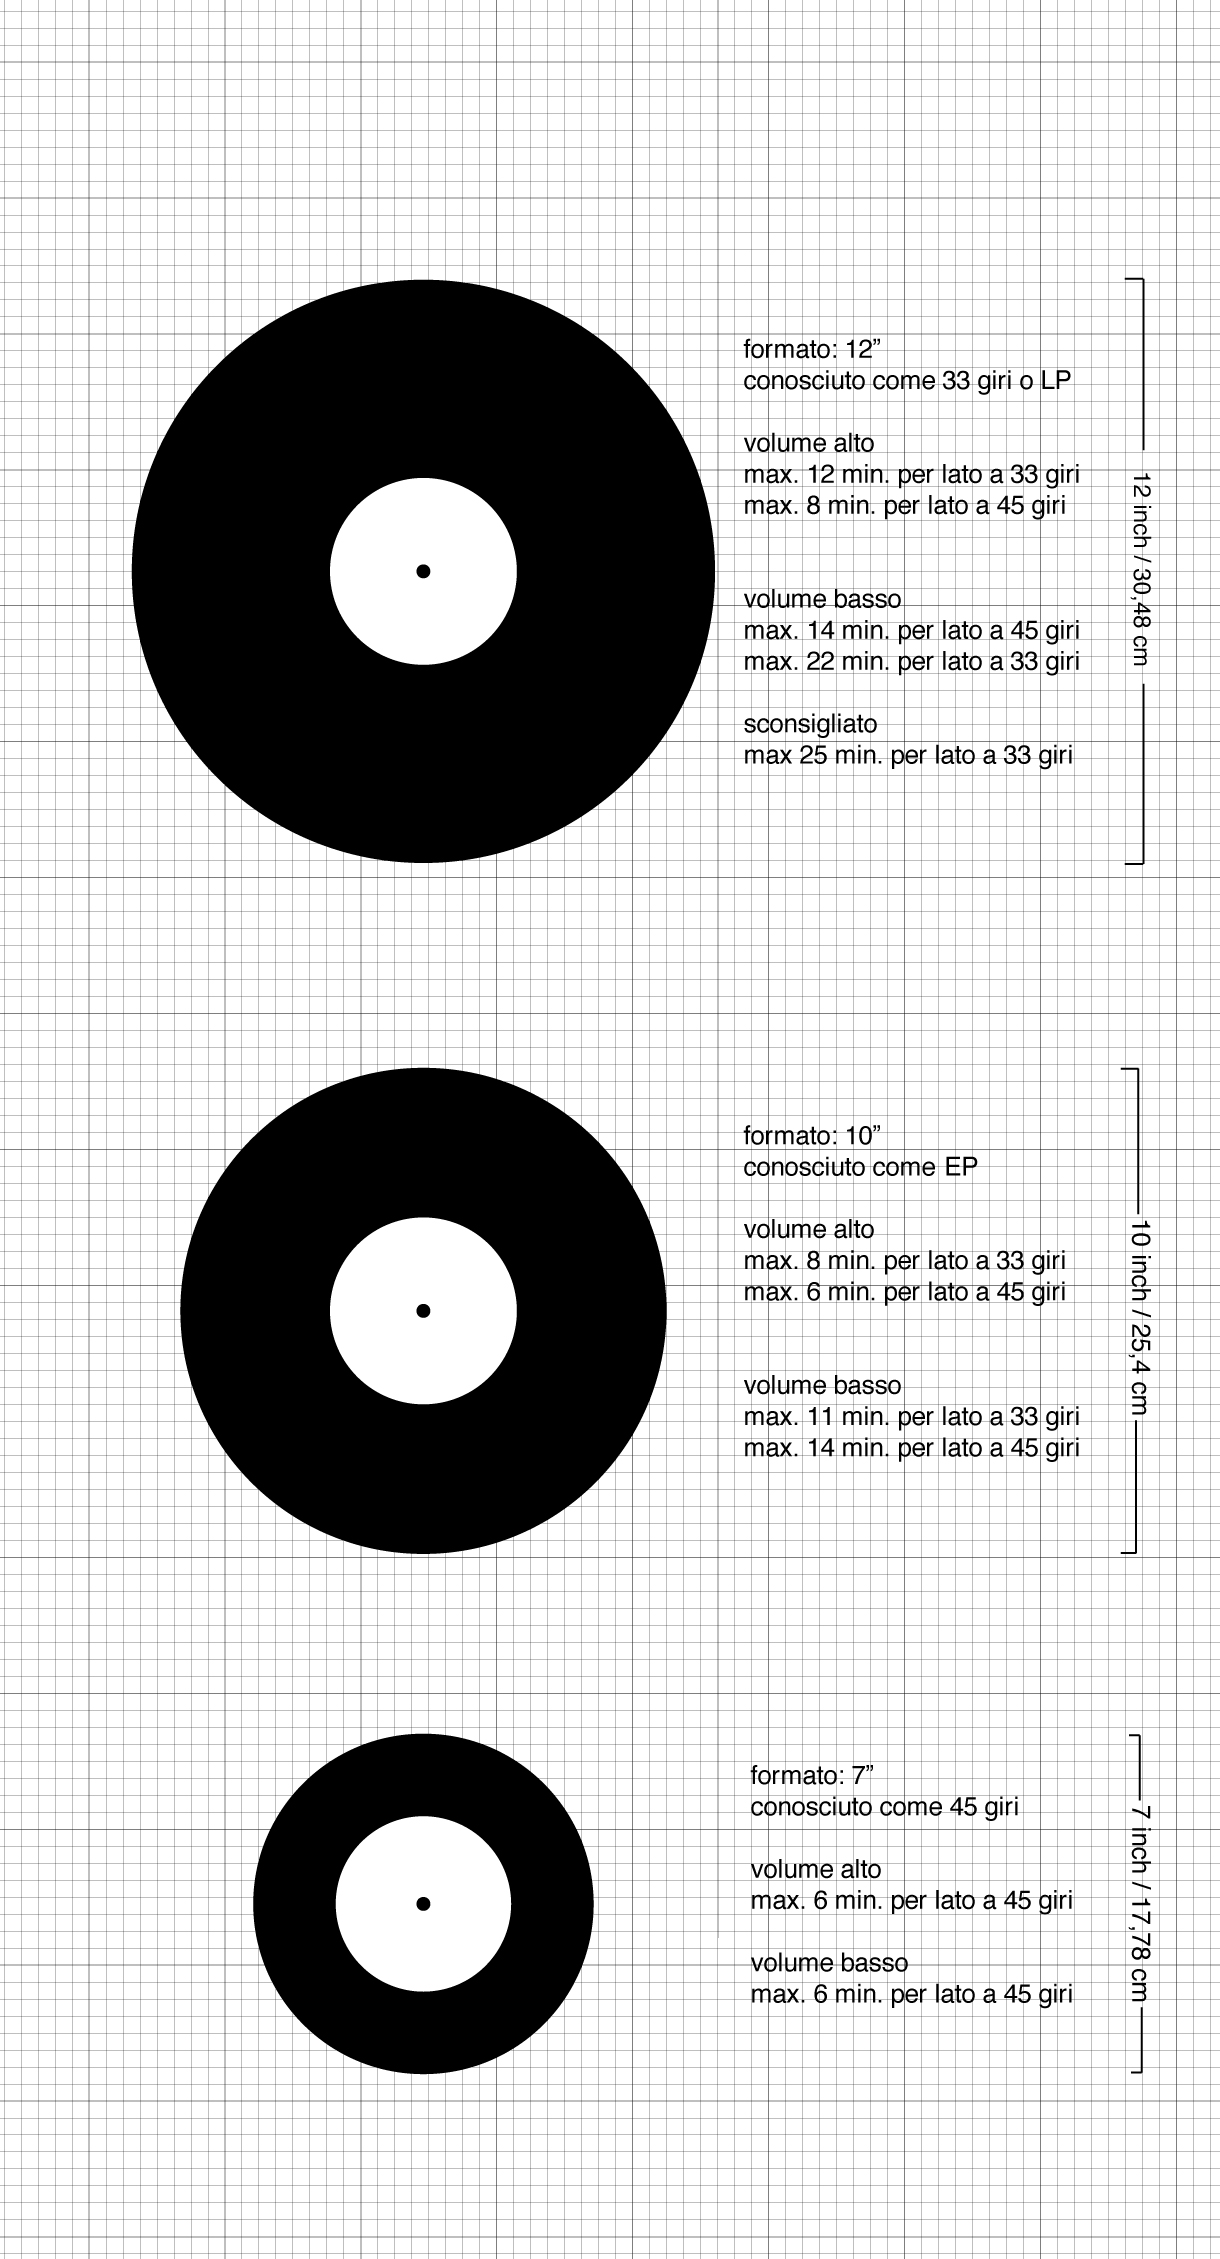 formato: 12”
conosciuto come 33 giri o LP
volume alto
max. 12 min. per lato a 33 giri
max. 8 min. per lato a 45 giri
volume basso
max. 14 min. per lato a 45 giri
max. 22 min. per lato a 33 giri
sconsigliato
max 25 min. per lato a 33 giri
12 inch / 30,48 cm
formato: 10”
conosciuto come EP
volume alto
max. 8 min. per lato a 33 giri
max. 6 min. per lato a 45 giri
volume basso
max. 11 min. per lato a 33 giri
max. 14 min. per lato a 45 giri
10 inch / 25,4 cm
formato: 7”
conosciuto come 45 giri
volume alto
max. 6 min. per lato a 45 giri
volume basso
max. 6 min. per lato a 45 giri
7 inch / 17,78 cm